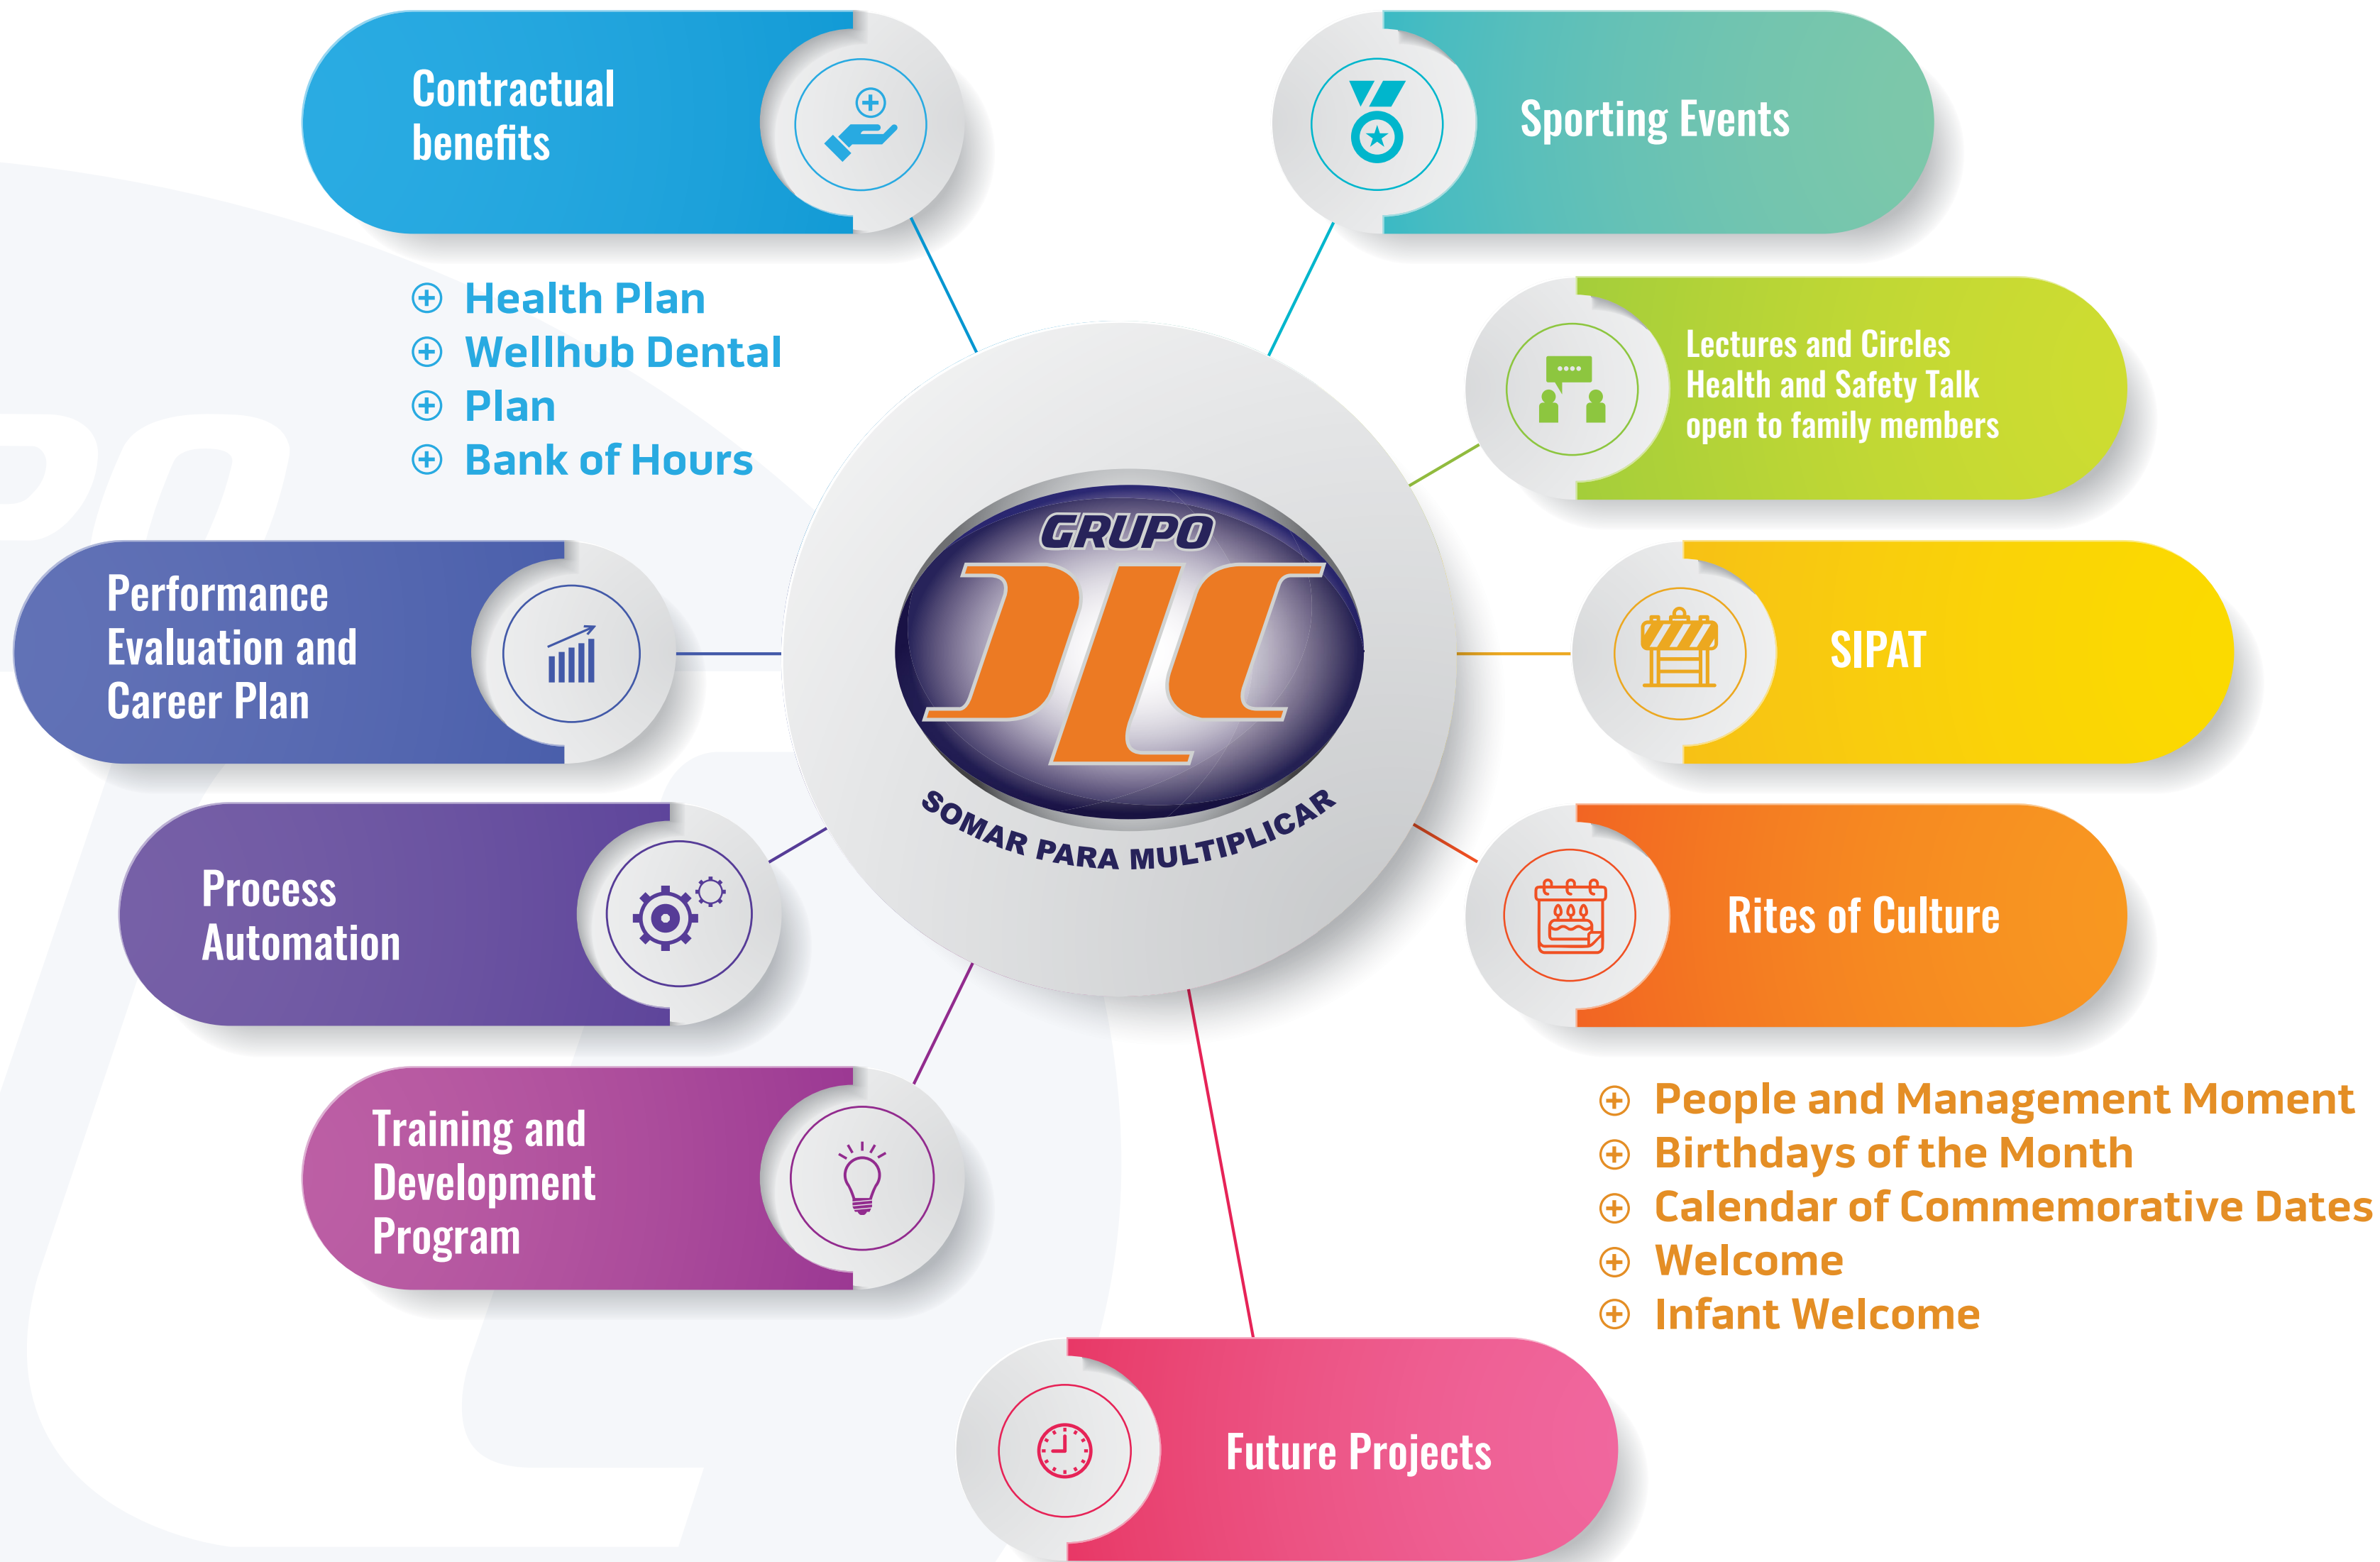 Contractual
benefits
Health Plan
Wellhub Dental
Plan
Bank of Hours
Performance
Evaluation and
Career Plan
Process
Automation
Training and
Development
Program
GRUPO
JLC
SOMAR PARA MULTIPLICAR
Sporting Events
Lectures and Circles
Health and Safety Talk
open to family members
SIPAT
Rites of Culture
People and Management Moment
Birthdays of the Month
Calendar of Commemorative Dates
Welcome
Infant Welcome
Future Projects